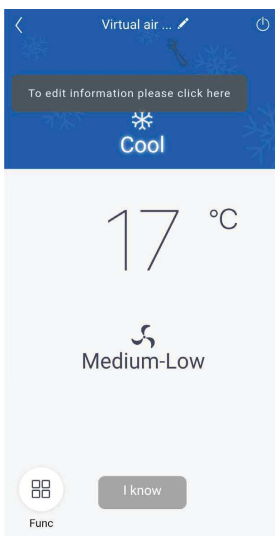 Virtual air ...
To edit information please click here
Cool
17 °C
Medium-Low
I know
Func